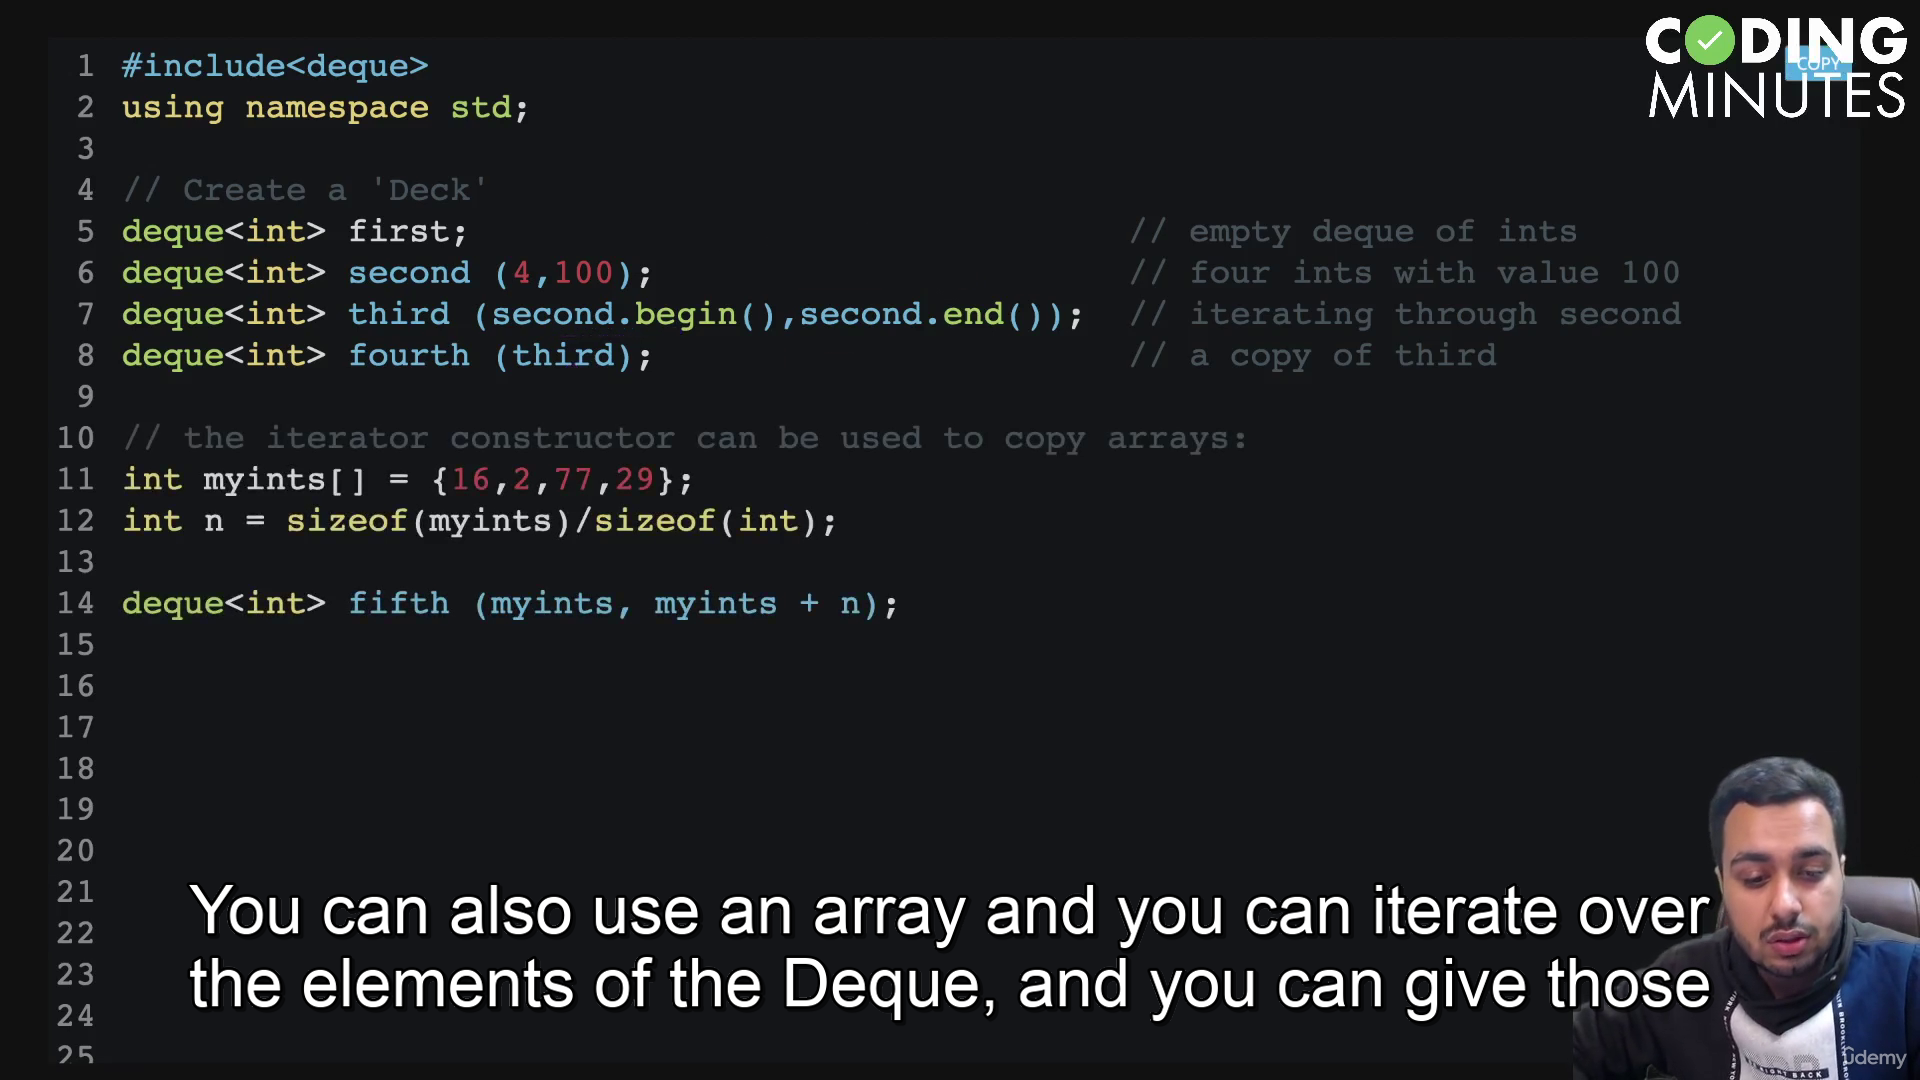 CODING
MINUTES
COPY
1 #include<deque>
2 using namespace std;
3
4 // Create a 'Deck'
5 deque<int> first; // empty deque of ints
6 deque<int> second (4,100); // four ints with value 100
7 deque<int> third (second.begin(),second.end()); // iterating through second
8 deque<int> fourth (third); // a copy of third
9
10 // the iterator constructor can be used to copy arrays:
11 int myints[] = {16,2,77,29};
12 int n = sizeof(myints)/sizeof(int);
13
14 deque<int> fifth (myints, myints + n);
15
16
17
18
19
20
21
22
23
24
25
You can also use an array and you can iterate over
the elements of the Deque, and you can give those
ûdemy